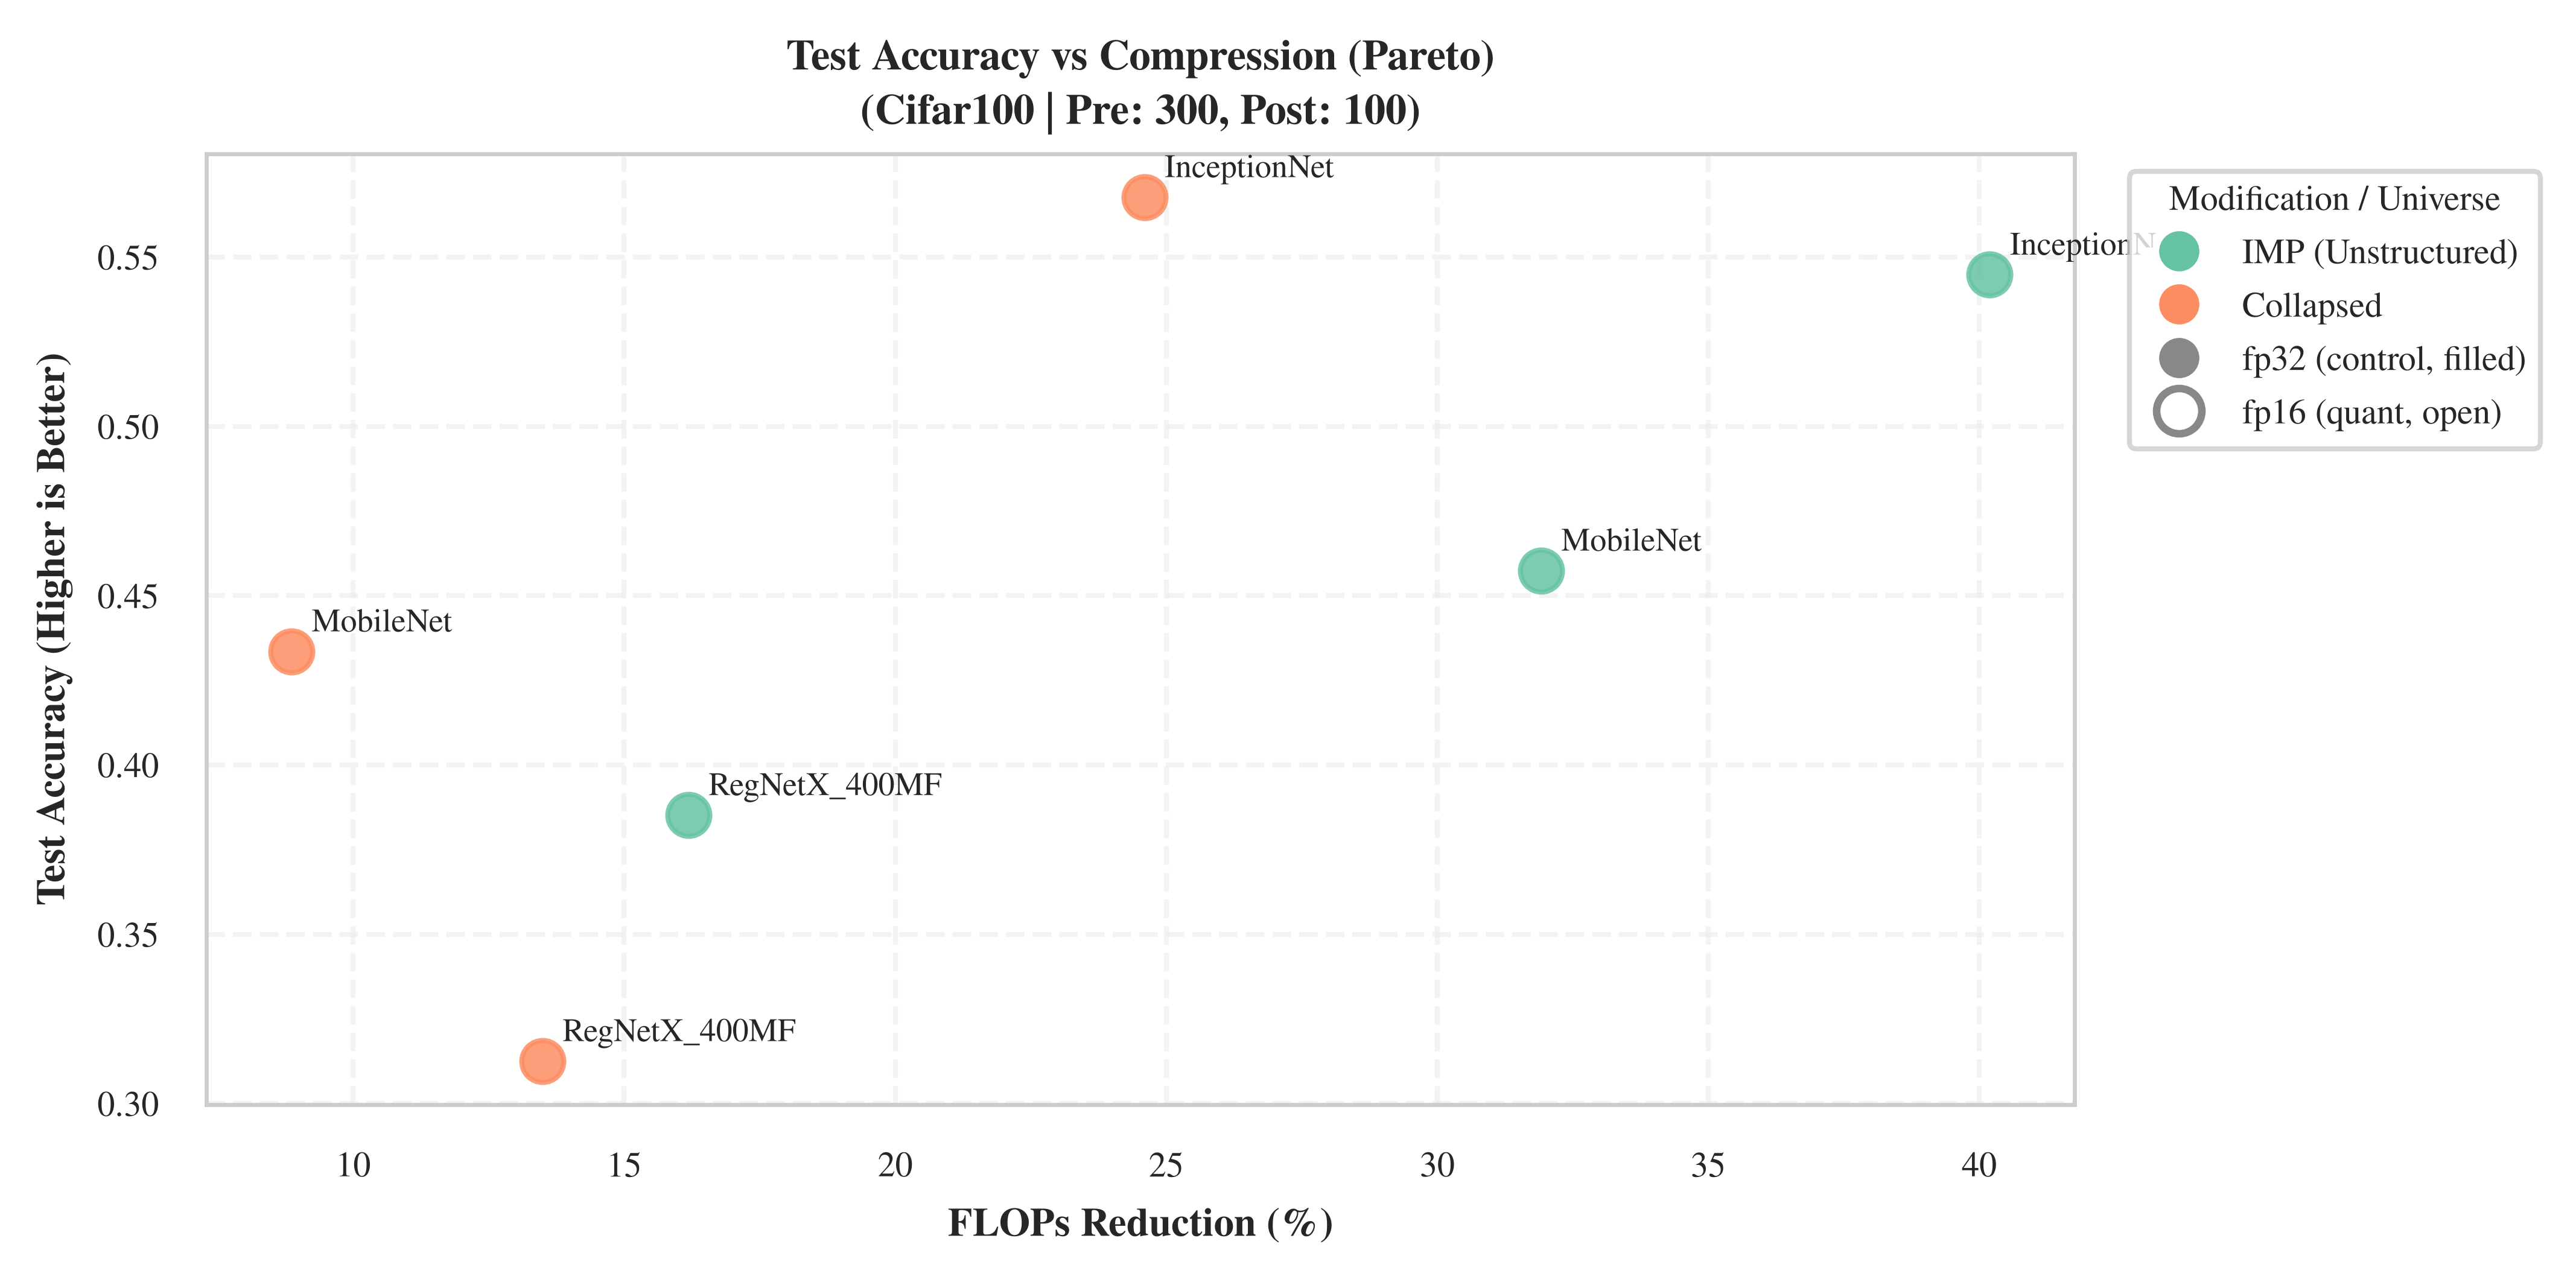 Test Accuracy vs Compression (Pareto)
(Cifar100 | Pre: 300, Post: 100)
InceptionNet
InceptionN
MobileNet
MobileNet
RegNetX_400MF
RegNetX_400MF
Test Accuracy (Higher is Better)
0.55
0.50
0.45
0.40
0.35
0.30
10
15
20
25
30
35
40
FLOPs Reduction (%)
Modification / Universe
IMP (Unstructured)
Collapsed
fp32 (control, filled)
fp16 (quant, open)